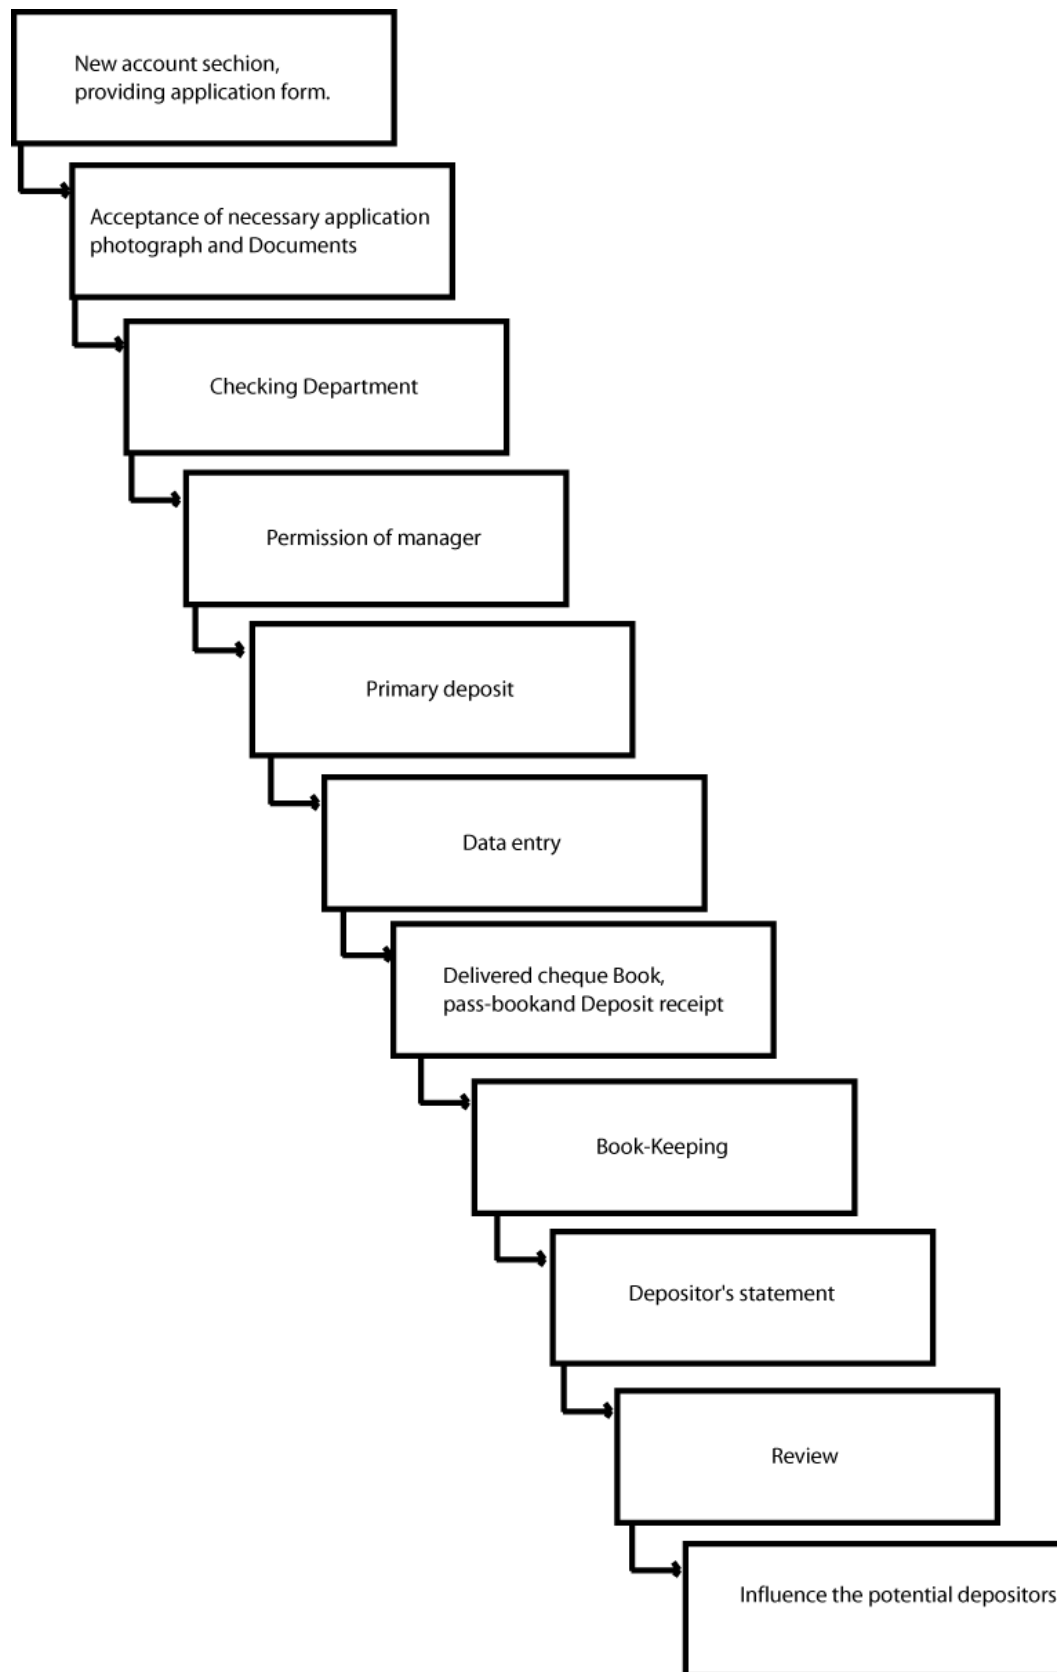 New account sechion,
providing application form.
Acceptance of necessary application
photograph and Documents
Checking Department
Permission of manager
Primary deposit
Data entry
Delivered cheque Book,
pass-bookand Deposit receipt
Book-Keeping
Depositor's statement
Review
Influence the potential depositors